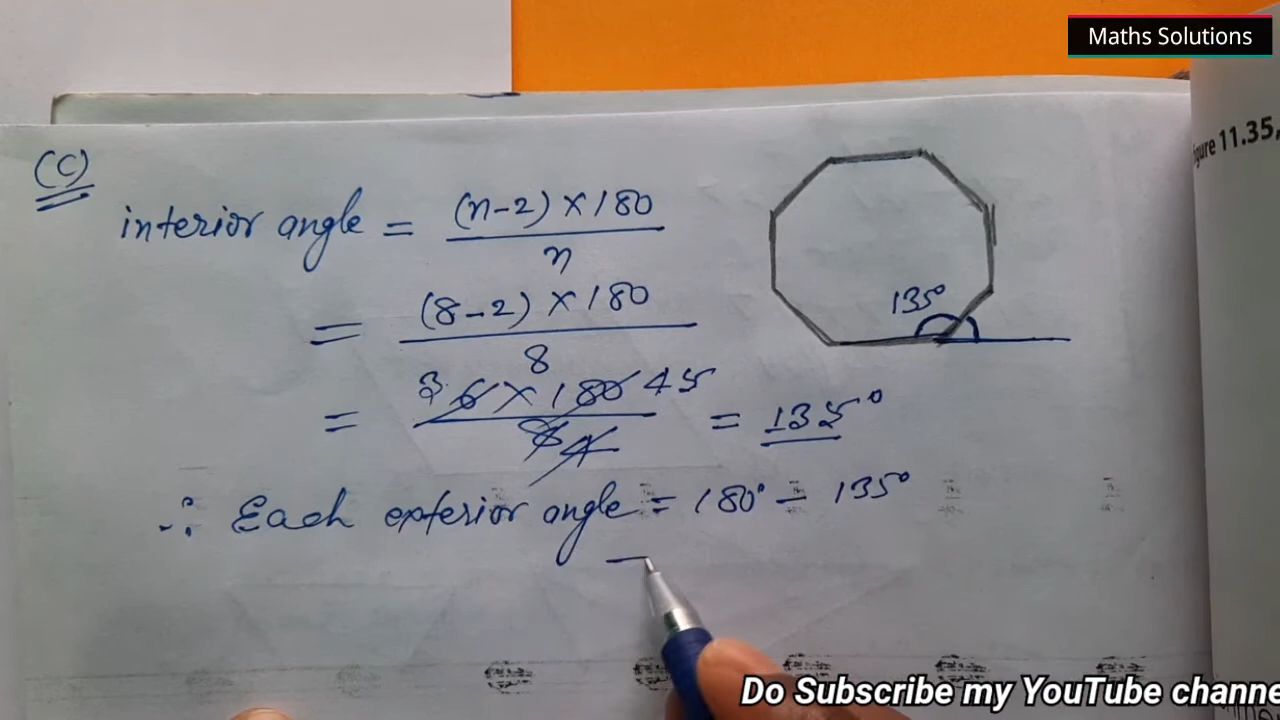 Maths Solutions
gure 11.35,
(C)
interior angle = (n-2) × 180
n
= (8-2) × 180
8
135°
= 3 6 × 180 45 = 135°
8 4
∴ Each exterior angle = 180° - 135°
Do Subscribe my YouTube channe